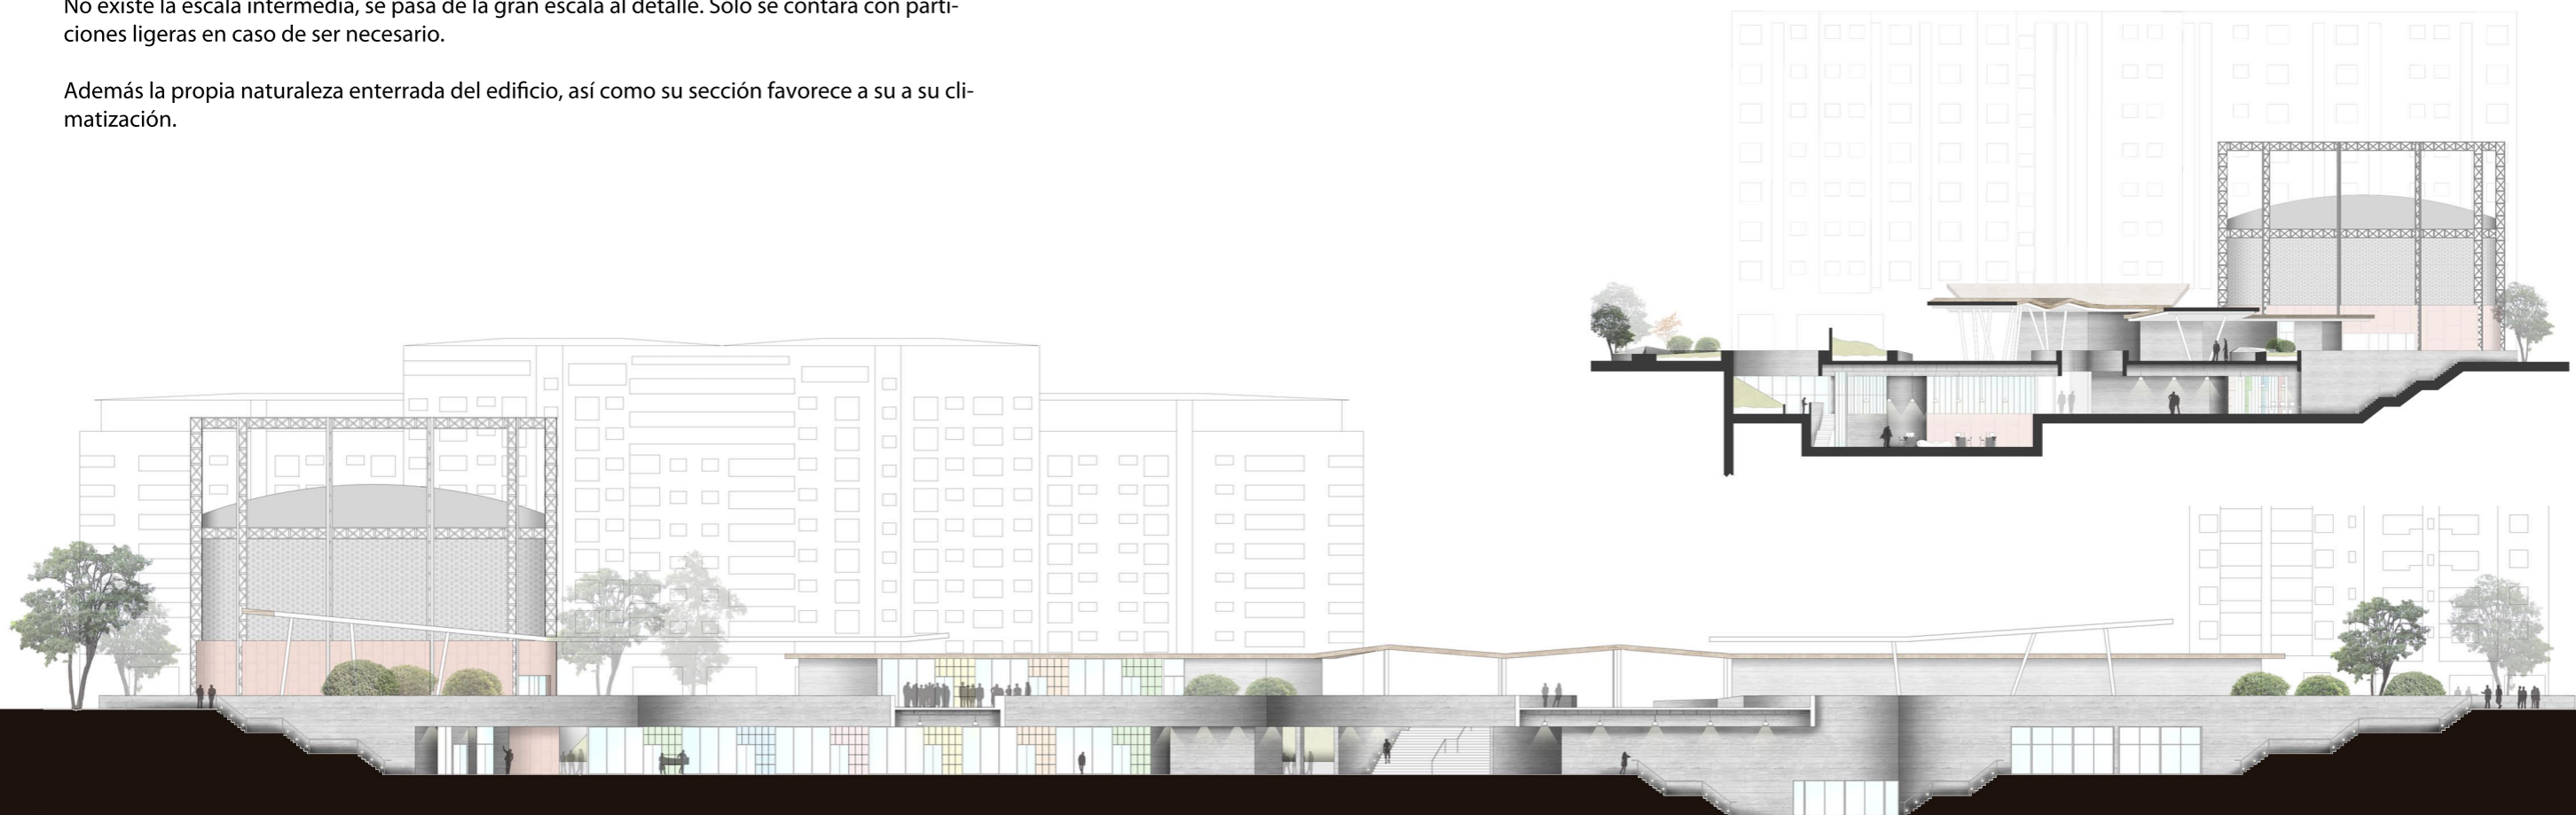 No existe la escala intermedia, se pasa de la gran escala al detalle. Solo se contará con parti-
ciones ligeras en caso de ser necesario.
Además la propia naturaleza enterrada del edificio, así como su sección favorece a su a su cli-
matización.